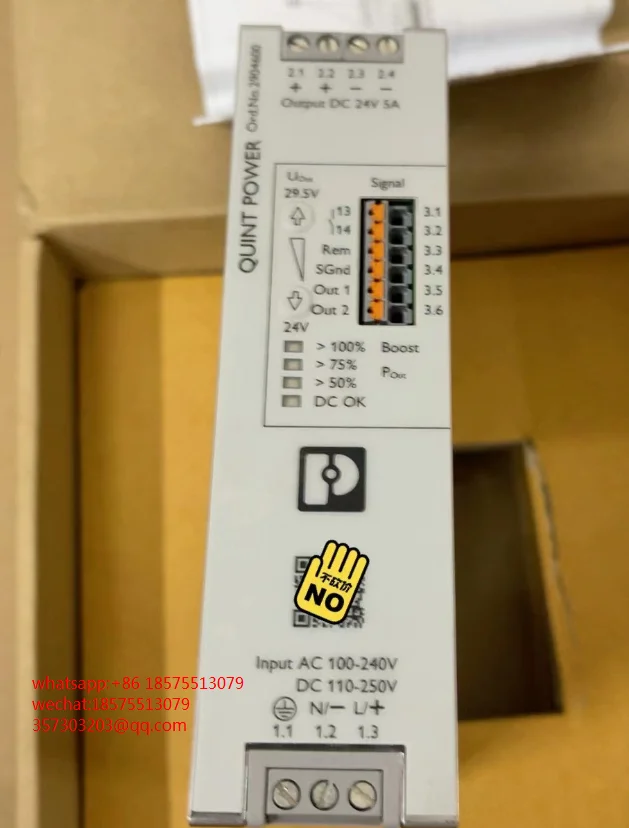 2.1 2.2 2.3 2.4
+ + − −
Output DC 24V 5A
QUINT POWER Ord.No.2904600
UOut
29.5V
Signal
13
14
Rem
SGnd
Out 1
Out 2
3.1
3.2
3.3
3.4
3.5
3.6
24V
> 100% Boost
> 75%
> 50%
POut
DC OK
不砍价
NO
Input AC 100-240V
DC 110-250V
N/− L/+
1.1 1.2 1.3
whatsapp:+86 18575513079
wechat,18575513079
357303203@qq.com